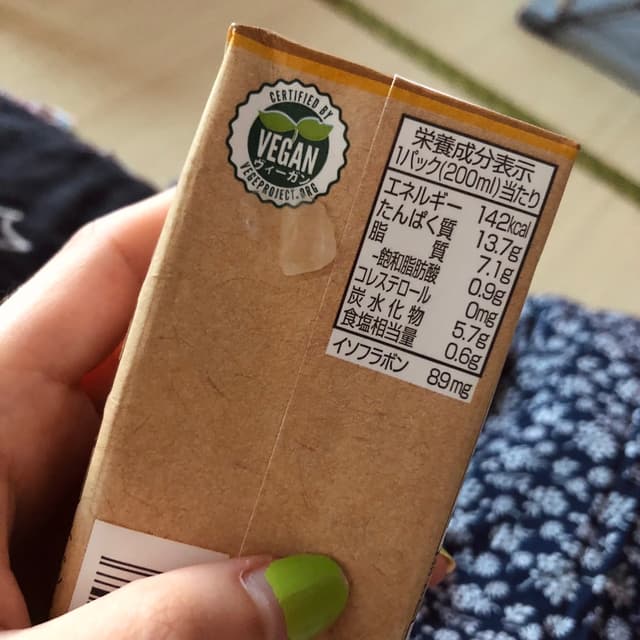 CERTIFIED BY
VEGAN
ヴィーガン
VEGEPROJECT.ORG
栄養成分表示
1パック(200ml)当たり
エネルギー 142kcal
たんぱく質 13.7g
脂質 7.1g
-飽和脂肪酸 0.9g
コレステロール 0mg
炭水化物 5.7g
食塩相当量 0.6g
イソフラボン 89mg